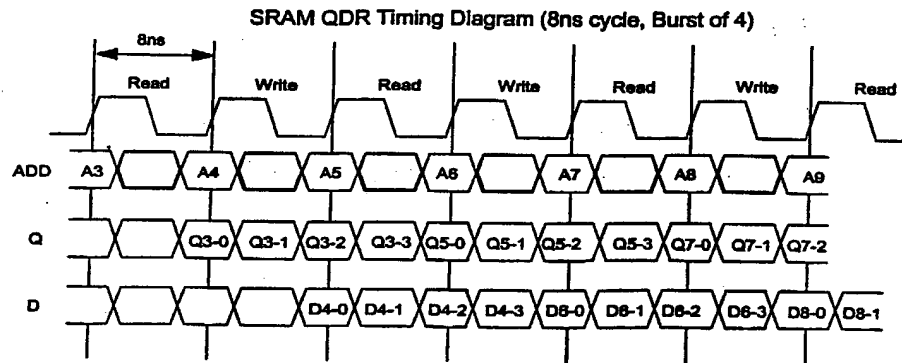 SRAM QDR Timing Diagram (8ns cycle, Burst of 4)
8ns
Read Write Read Write Read Write Read
ADD A3 A4 A5 A6 A7 A8 A9
Q Q3-0 Q3-1 Q3-2 Q3-3 Q5-0 Q5-1 Q5-2 Q5-3 Q7-0 Q7-1 Q7-2
D D4-0 D4-1 D4-2 D4-3 D6-0 D6-1 D6-2 D6-3 D8-0 D8-1